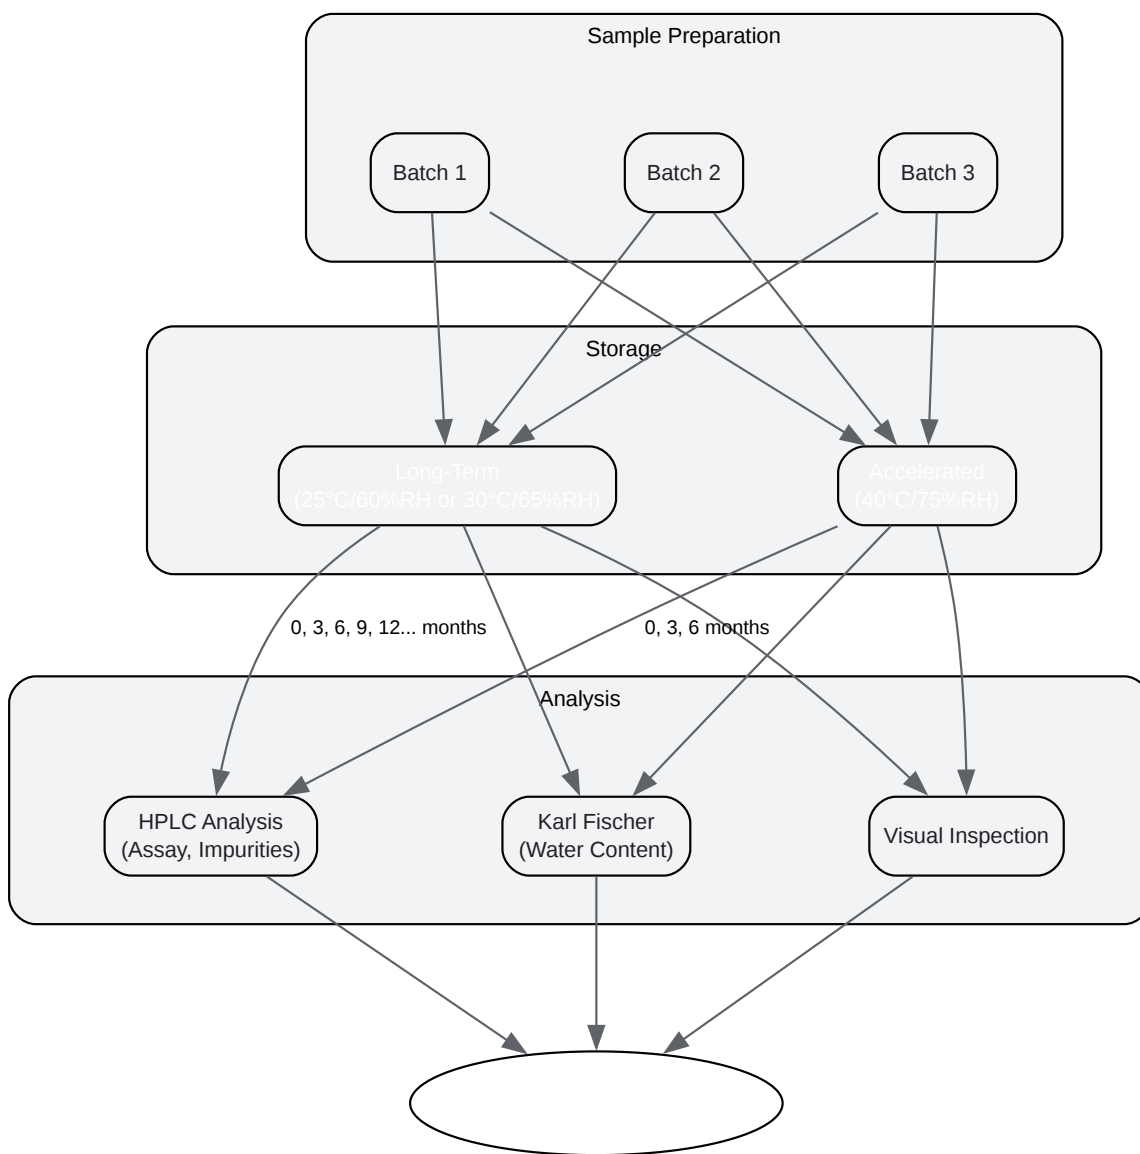 Sample Preparation
Batch 1
Batch 2
Batch 3
Storage
Long-Term
(25°C/60%RH or 30°C/65%RH)
Accelerated
(40°C/75%RH)
0, 3, 6, 9, 12... months
0, 3, 6 months
Analysis
HPLC Analysis
(Assay, Impurities)
Karl Fischer
(Water Content)
Visual Inspection